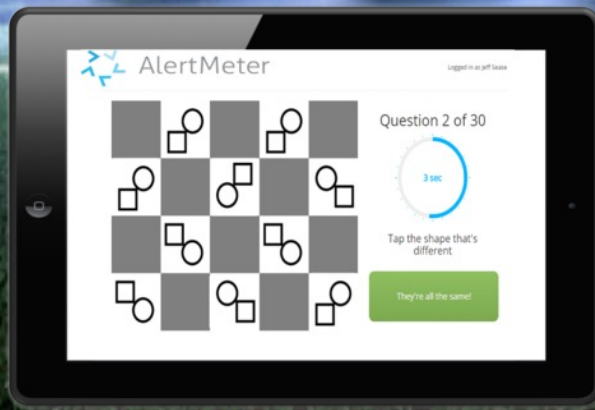 AlertMeter
Logged in as Jeff Sease
Question 2 of 30
3 sec
Tap the shape that's
different
They're all the same!